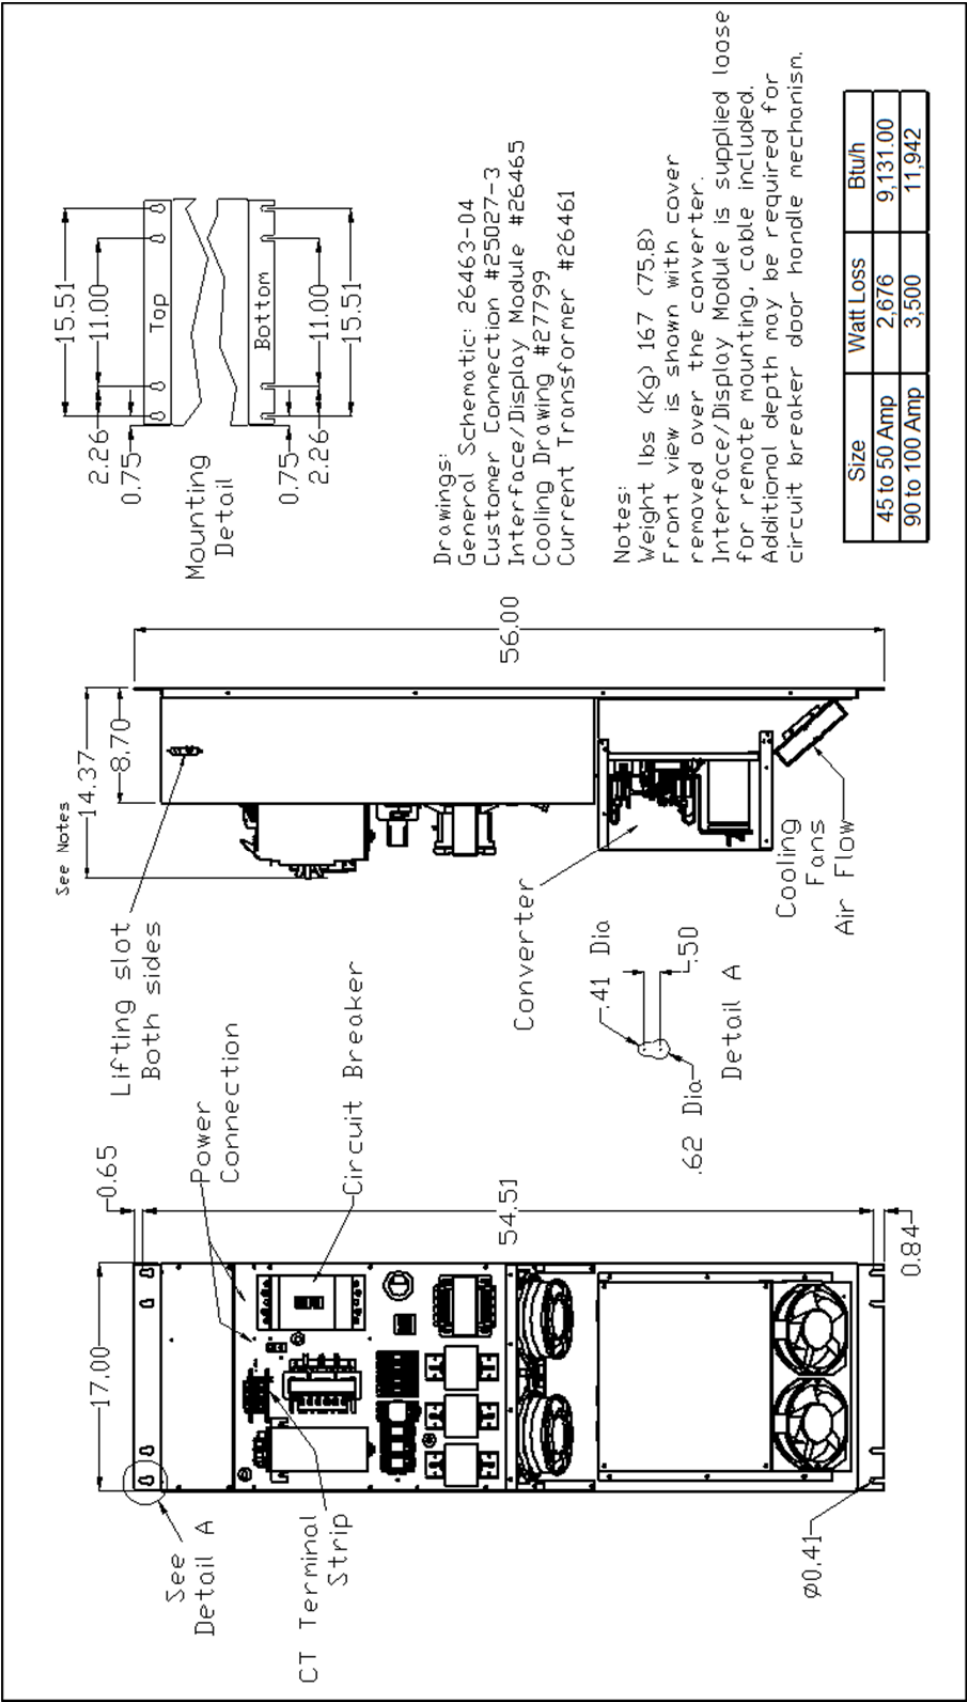 See
Detail A
CT Terminal
Strip
17.00
0.65
Power
Connection
Circuit Breaker
54.51
0.84
Ø0.41
Lifting slot
Both sides
See Notes
14.37
8.70
56.00
Converter
.41 Dia
.50
.62 Dia
Detail A
Cooling
Fans
Air Flow
15.51
11.00
2.26
0.75
Top
Mounting
Detail
Bottom
0.75
2.26
11.00
15.51
Drawings:
General Schematic: 26463-04
Customer Connection #25027-3
Interface/Display Module #26465
Cooling Drawing #27799
Current Transformer #26461
Notes:
Weight lbs (Kg) 167 (75.8)
Front view is shown with cover
removed over the converter.
Interface/Display Module is supplied loose
for remote mounting, cable included.
Additional depth may be required for
circuit breaker door handle mechanism.
Size Watt Loss Btu/h
45 to 50 Amp 2,676 9,131.00
90 to 100 Amp 3,500 11,942